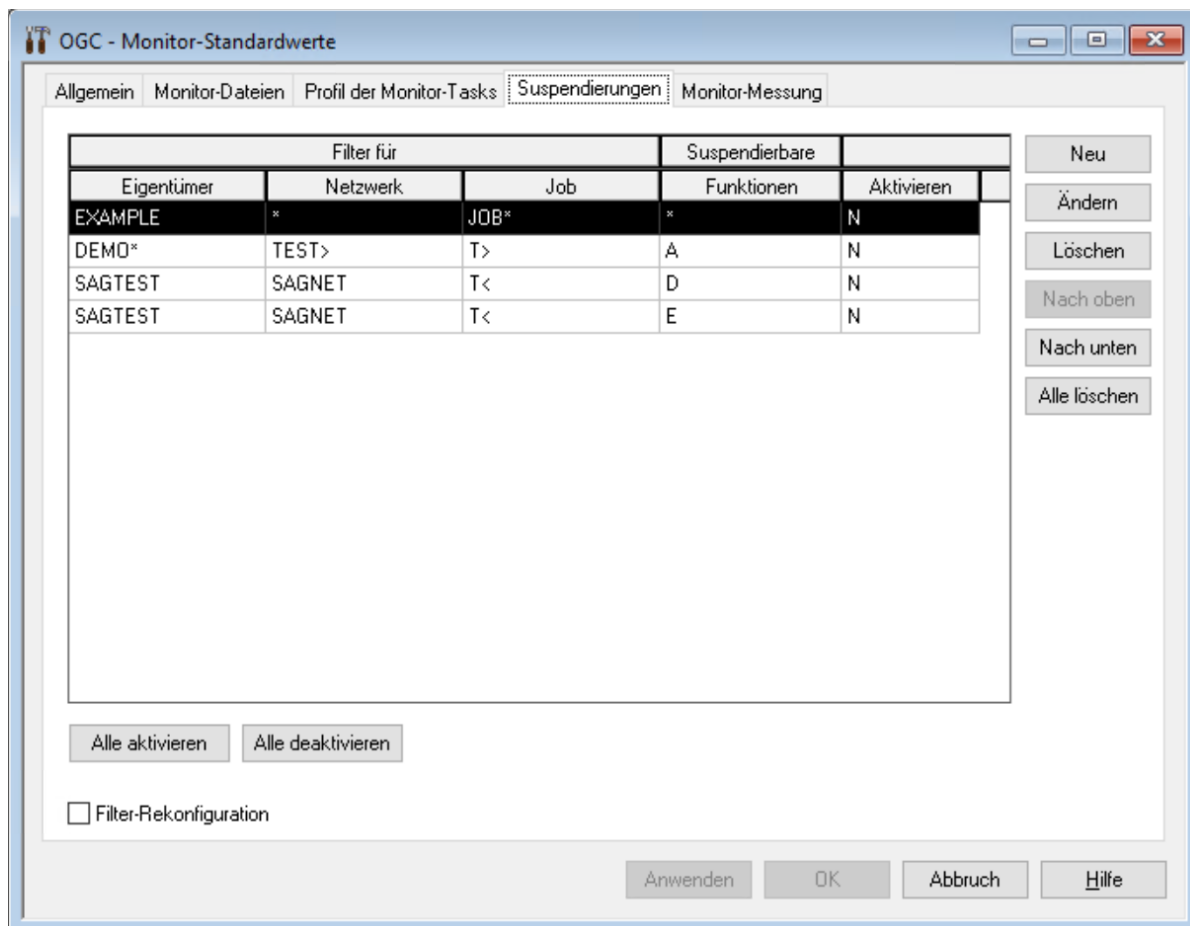 OGC - Monitor-Standardwerte
Allgemein Monitor-Dateien Profil der Monitor-Tasks Suspendierungen Monitor-Messung
Filter für Suspendierbare
Eigentümer Netzwerk Job Funktionen Aktivieren
EXAMPLE * JOB* * N
DEMO* TEST> T> A N
SAGTEST SAGNET T< D N
SAGTEST SAGNET T< E N
Neu
Ändern
Löschen
Nach oben
Nach unten
Alle löschen
Alle aktivieren Alle deaktivieren
Filter-Rekonfiguration
Anwenden OK Abbruch Hilfe